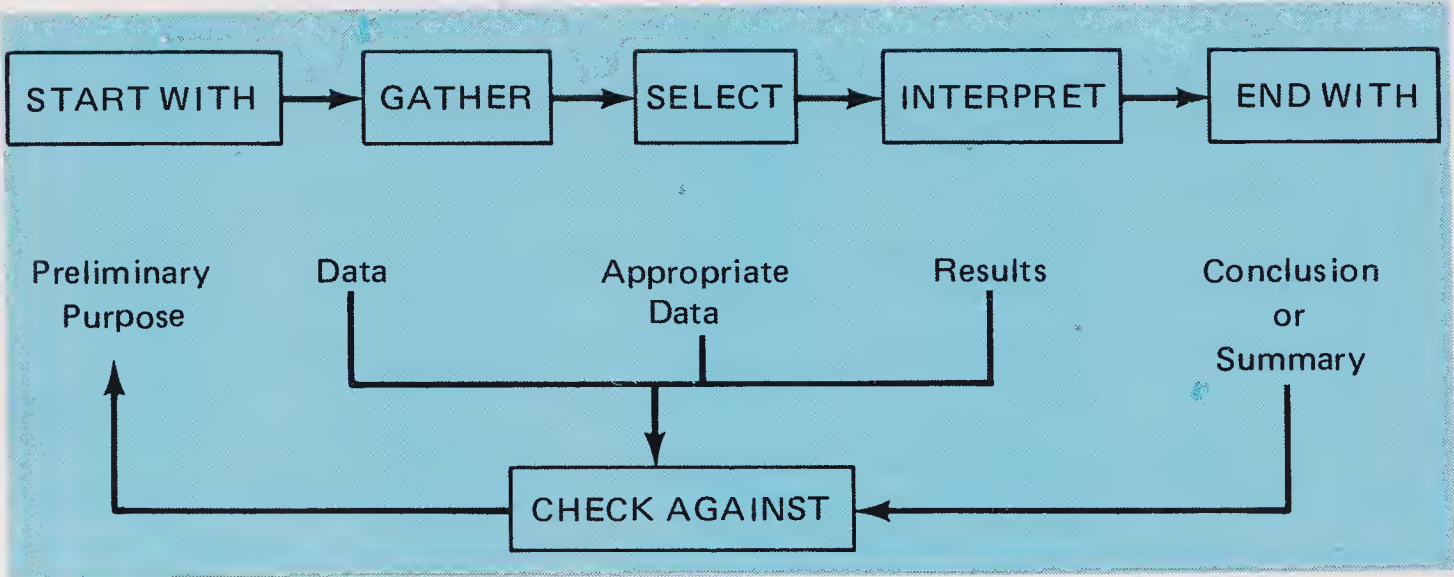 START WITH
GATHER
SELECT
INTERPRET
END WITH
Preliminary
Purpose
Data
Appropriate
Data
Results
Conclusion
or
Summary
CHECK AGAINST